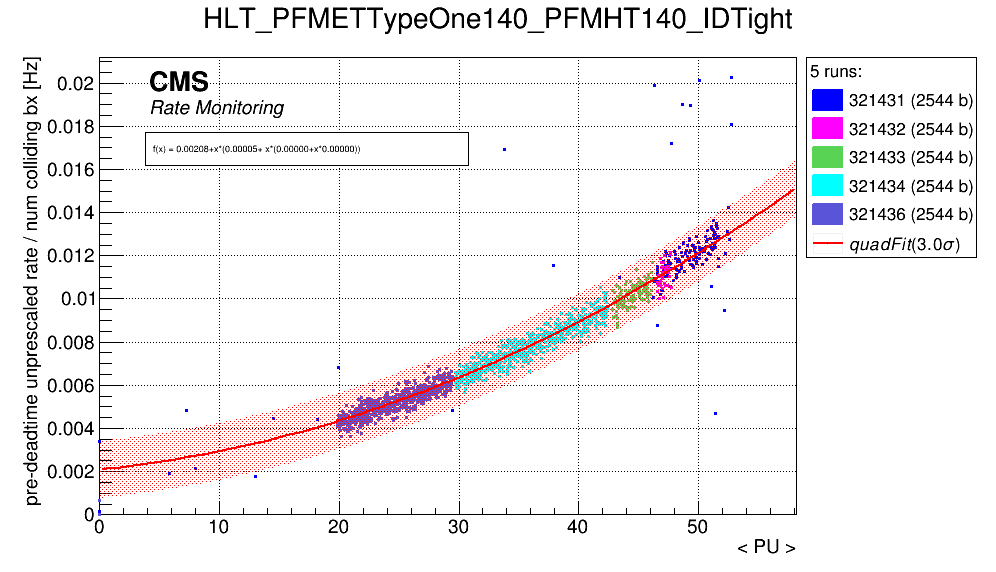 HLT_PFMETTypeOne140_PFMHT140_IDTight
pre-deadtime unprescaled rate / num colliding bx [Hz]
0.02
0.018
0.016
0.014
0.012
0.01
0.008
0.006
0.004
0.002
0
CMS
Rate Monitoring
f(x) = 0.00208+x*(0.00005+ x*(0.00000+x*0.00000))
0 10 20 30 40 50
< PU >
5 runs:
321431 (2544 b)
321432 (2544 b)
321433 (2544 b)
321434 (2544 b)
321436 (2544 b)
quadFit(3.0σ)